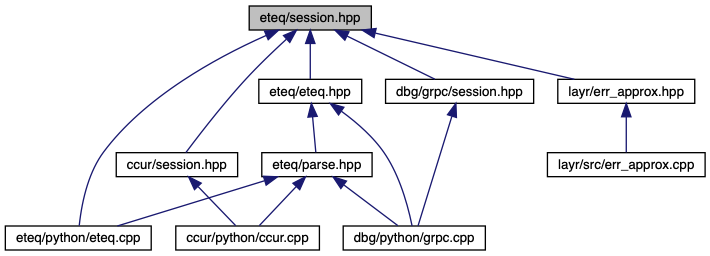 eteq/session.hpp
eteq/eteq.hpp
dbg/grpc/session.hpp
layr/err_approx.hpp
ccur/session.hpp
eteq/parse.hpp
layr/src/err_approx.cpp
eteq/python/eteq.cpp
ccur/python/ccur.cpp
dbg/python/grpc.cpp